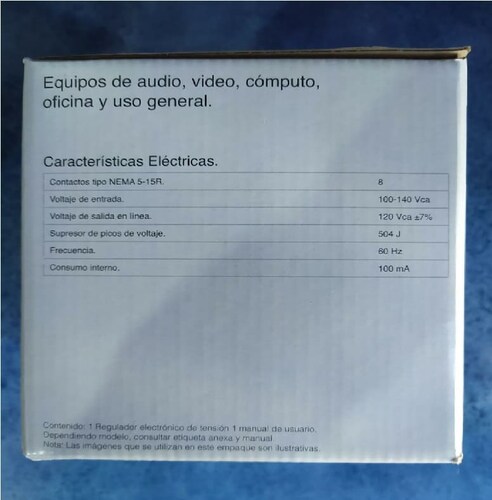 Equipos de audio, video, cómputo,
oficina y uso general.
Características Eléctricas.
Contactos tipo NEMA 5-15R. 8
Voltaje de entrada. 100-140 Vca
Voltaje de salida en línea. 120 Vca ±7%
Supresor de picos de voltaje. 504 J
Frecuencia. 60 Hz
Consumo interno. 100 mA
Contenido: 1 Regulador electrónico de tensión 1 manual de usuario.
Dependiendo modelo, consultar etiqueta anexa y manual
Nota: Las imágenes que se utilizan en este empaque son ilustrativas.